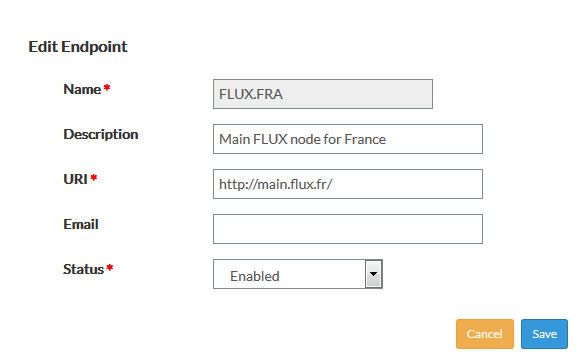 Edit Endpoint
Name * FLUX.FRA
Description Main FLUX node for France
URI * http://main.flux.fr/
Email
Status * Enabled
Cancel Save